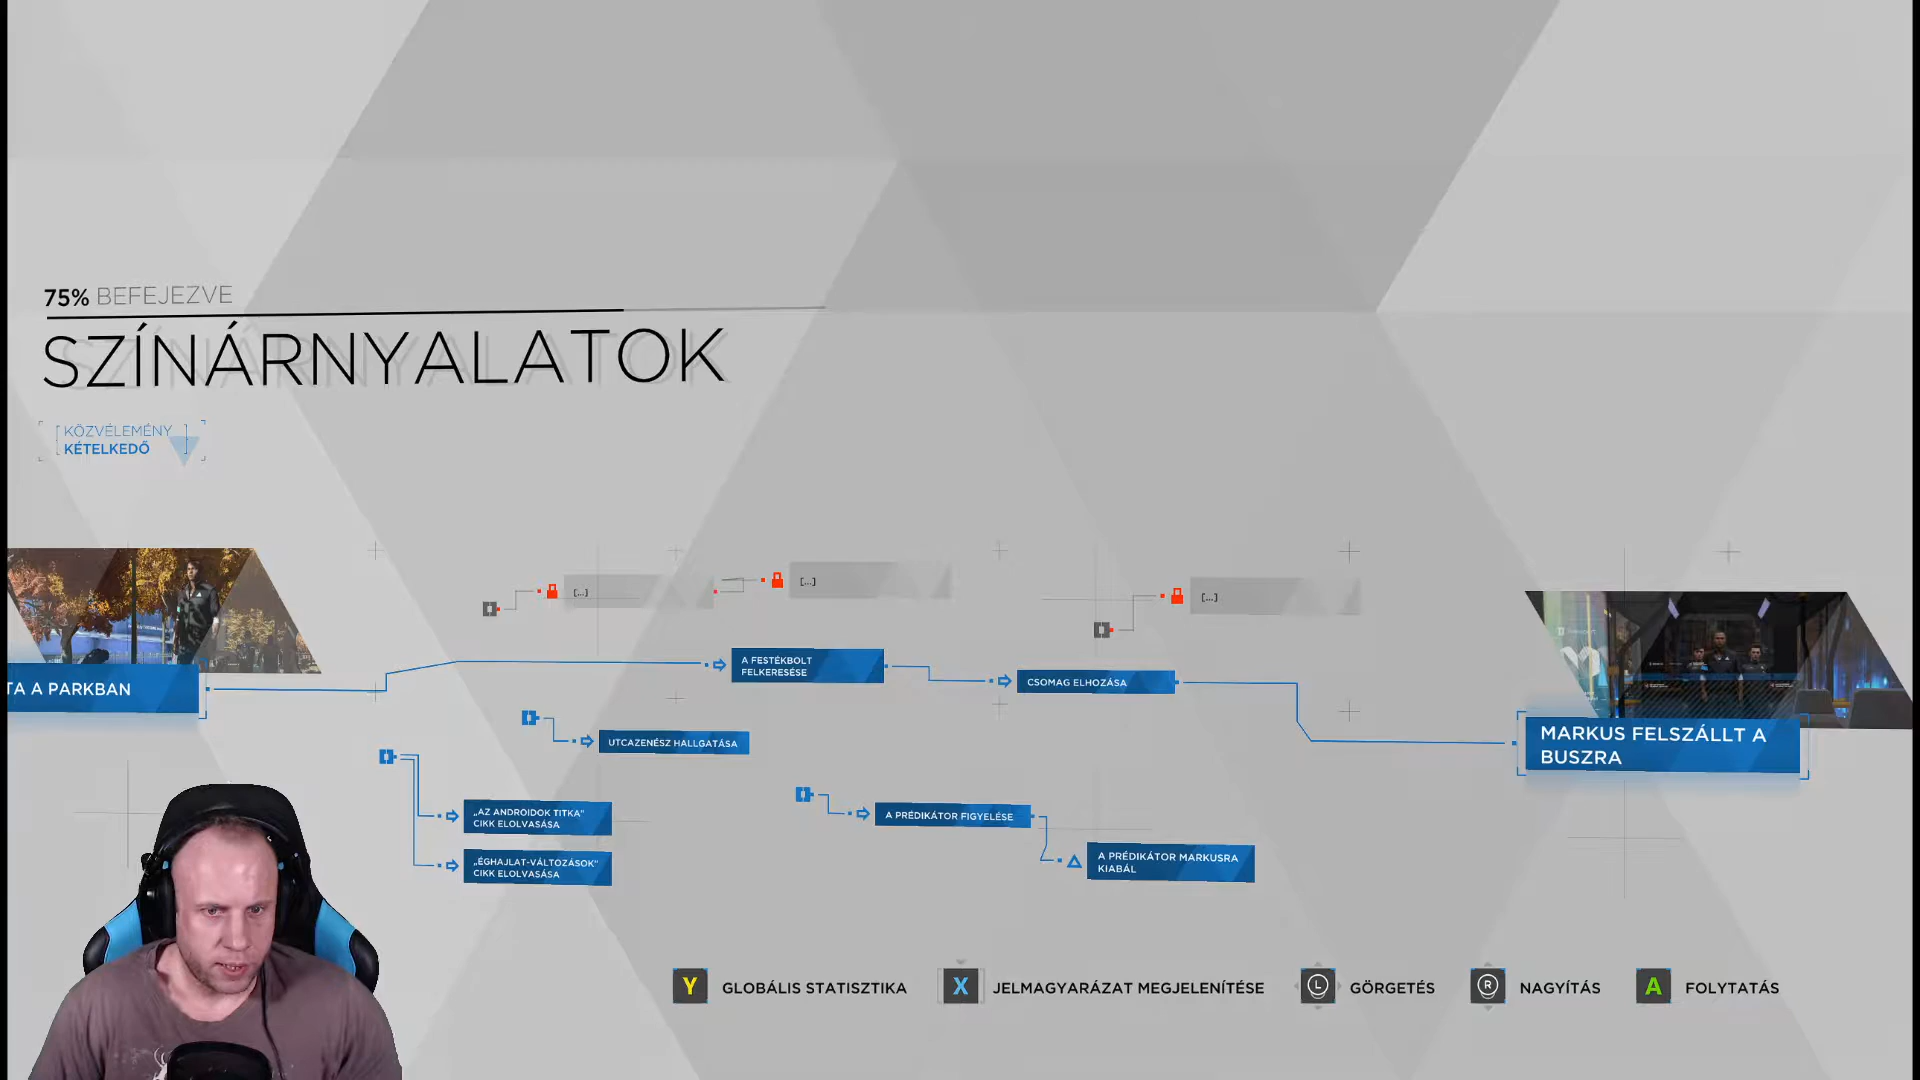 75% BEFEJEZVE
SZÍNÁRNYALATOK
KÖZVÉLEMÉNY
KÉTELKEDŐ
[...]
[...]
[...]
TA A PARKBAN
A FESTÉKBOLT
FELKERESÉSE
CSOMAG ELHOZÁSA
UTCAZENÉSZ HALLGATÁSA
MARKUS FELSZÁLLT A
BUSZRA
„AZ ANDROIDOK TITKA”
CIKK ELOLVASÁSA
A PRÉDIKÁTOR FIGYELÉSE
„ÉGHAJLAT-VÁLTOZÁSOK”
CIKK ELOLVASÁSA
A PRÉDIKÁTOR MARKUSRA
KIABÁL
Y GLOBÁLIS STATISZTIKA
X JELMAGYARÁZAT MEGJELENÍTÉSE
L GÖRGETÉS
R NAGYÍTÁS
A FOLYTATÁS